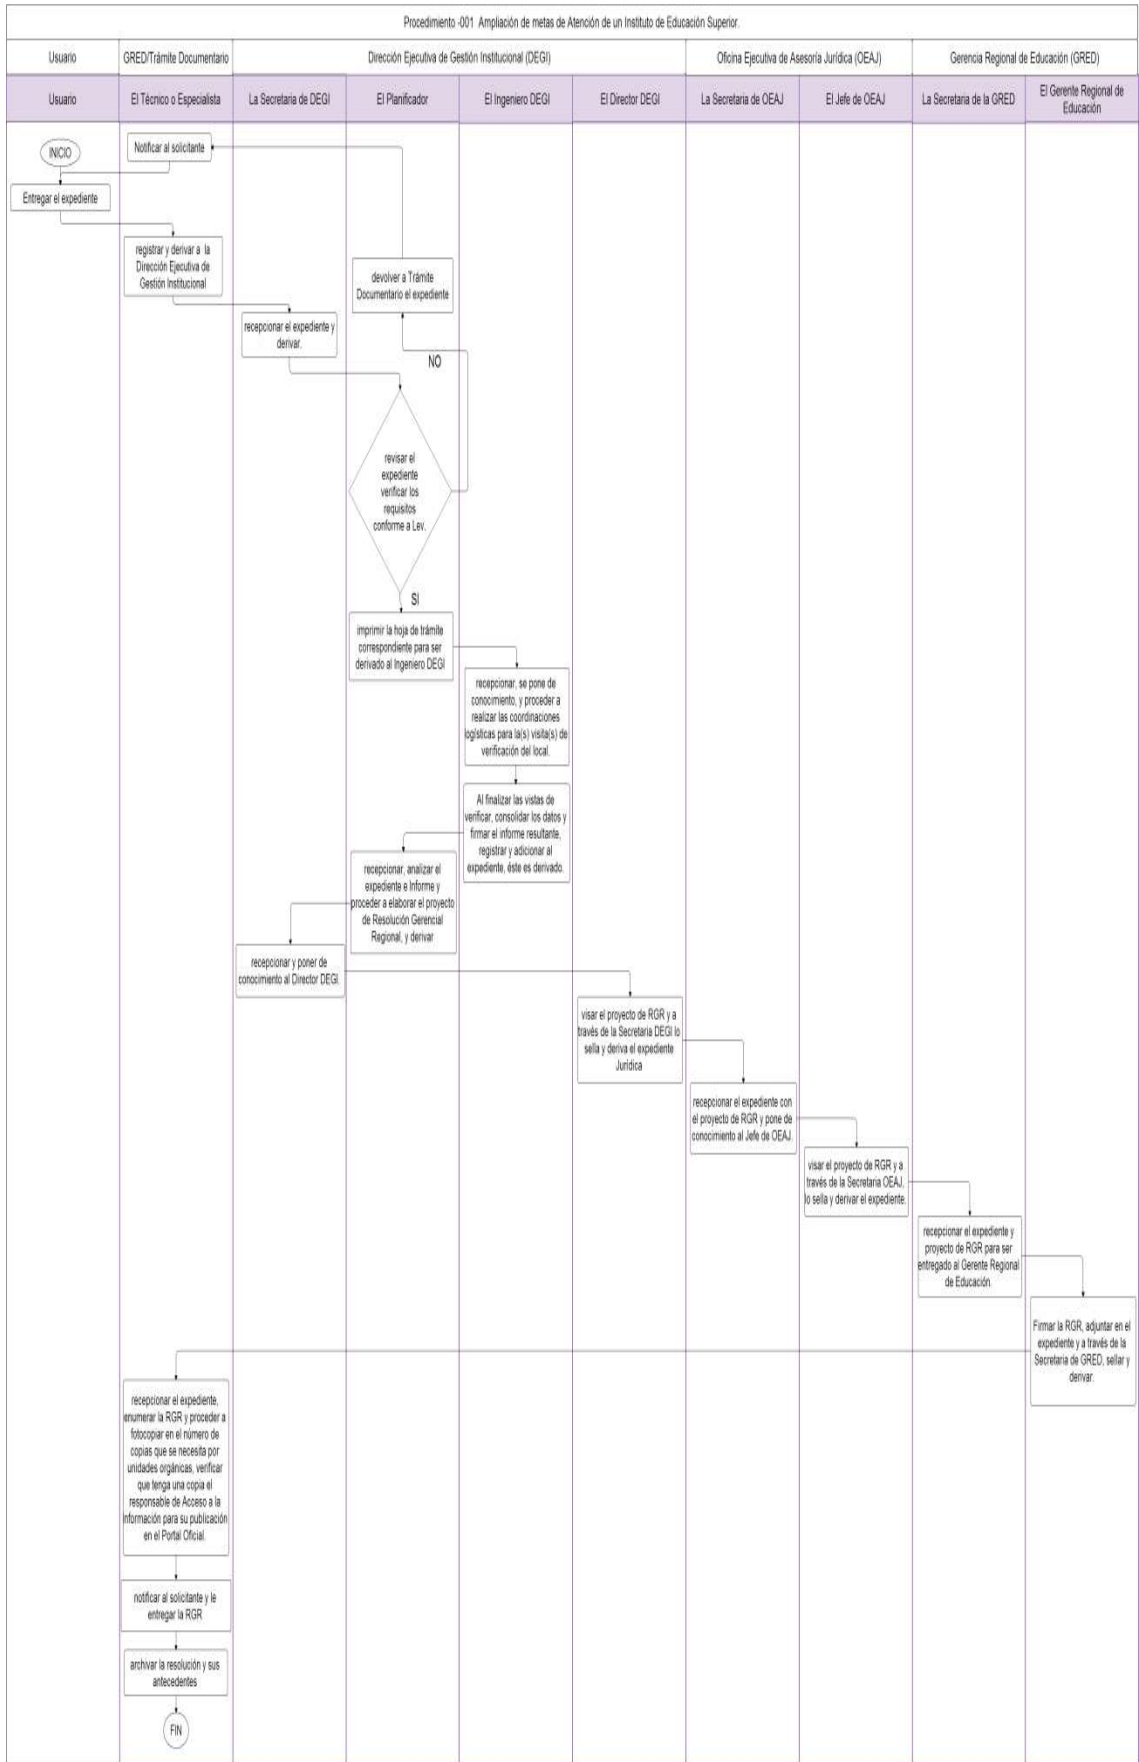 Procedimiento -001 Ampliación de metas de Atención de un Instituto de Educación Superior.
Usuario
GRED/Trámite Documentario
Dirección Ejecutiva de Gestión Institucional (DEGI)
Oficina Ejecutiva de Asesoría Jurídica (OEAJ)
Gerencia Regional de Educación (GRED)
Usuario
El Técnico o Especialista
La Secretaria de DEGI
El Planificador
El Ingeniero DEGI
El Director DEGI
La Secretaria de OEAJ
El Jefe de OEAJ
La Secretaria de la GRED
El Gerente Regional de
Educación
INICIO
Notificar al solicitante
Entregar el expediente
registrar y derivar a la
Dirección Ejecutiva de
Gestión Institucional
devolver a Trámite
Documentario el expediente
recepcionar el expediente y
derivar.
NO
revisar el
expediente
verificar los
requisitos
conforme a Lev.
SI
imprimir la hoja de trámite
correspondiente para ser
derivado al Ingeniero DEGI
recepcionar, se pone de
conocimiento, y proceder a
realizar las coordinaciones
logísticas para la(s) visita(s) de
verificación del local.
Al finalizar las vistas de
verificar, consolidar los datos y
firmar el informe resultante,
registrar y adicionar al
expediente, éste es derivado.
recepcionar, analizar el
expediente e Informe y
proceder a elaborar el proyecto
de Resolución Gerencial
Regional, y derivar
recepcionar y poner de
conocimiento al Director DEGI.
visar el proyecto de RGR y a
través de la Secretaria DEGI lo
sella y deriva el expediente
Jurídica
recepcionar el expediente con
el proyecto de RGR y pone de
conocimiento al Jefe de OEAJ.
visar el proyecto de RGR y a
través de la Secretaria OEAJ,
lo sella y derivar el expediente.
recepcionar el expediente y
proyecto de RGR para ser
entregado al Gerente Regional
de Educación.
Firmar la RGR, adjuntar en el
expediente y a través de la
Secretaria de GRED, sellar y
derivar.
recepcionar el expediente,
enumerar la RGR y proceder a
fotocopiar en el número de
copias que se necesita por
unidades orgánicas, verificar
que tenga una copia el
responsable de Acceso a la
Información para su publicación
en el Portal Oficial.
notificar al solicitante y le
entregar la RGR
archivar la resolución y sus
antecedentes
FIN